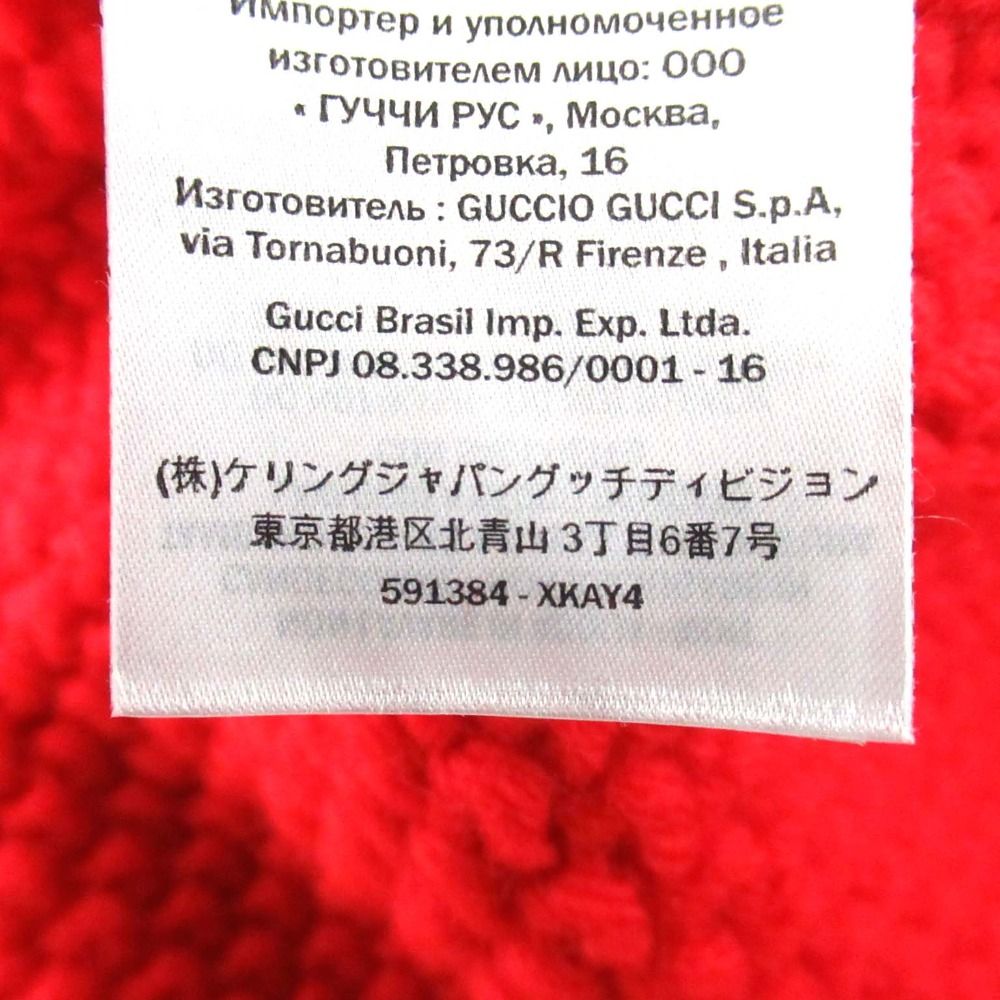 Импортер и уполномоченное
изготовителем лицо: ООО
« ГУЧЧИ РУС », Москва,
Петровка, 16
Изготовитель : GUCCIO GUCCI S.p.A,
via Tornabuoni, 73/R Firenze , Italia
Gucci Brasil Imp. Exp. Ltda.
CNPJ 08.338.986/0001 - 16
(株)ケリングジャパングッチディビジョン
東京都港区北青山 3丁目6番7号
591384 - XKAY4